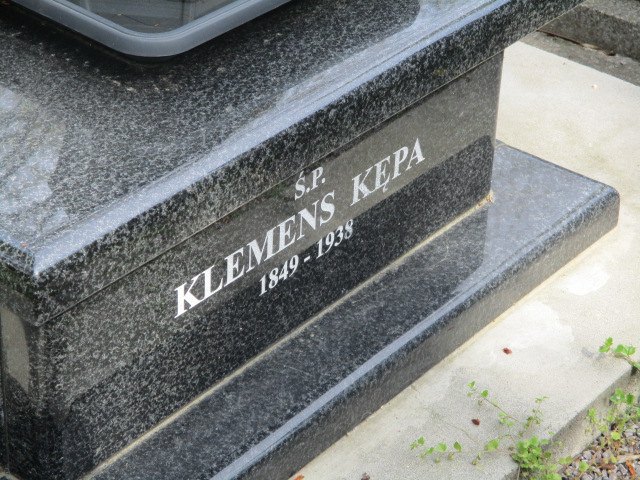 Ś.P.
KLEMENS KĘPA
1849 - 1938